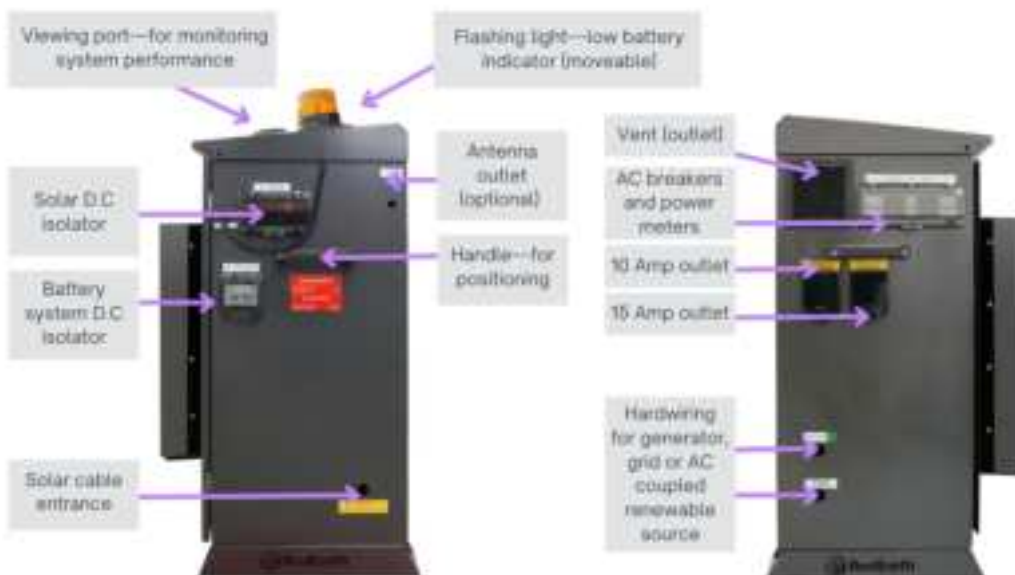 Viewing port—for monitoring
system performance
Flashing light—low battery
indicator (moveable)
Antenna
outlet
(optional)
Solar D.C
isolator
Handle—for
positioning
Battery
system D.C
isolator
Solar cable
entrance
Vent (outlet)
AC breakers
and power
meters
10 Amp outlet
15 Amp outlet
Hardwiring
for generator,
grid or AC
coupled
renewable
source